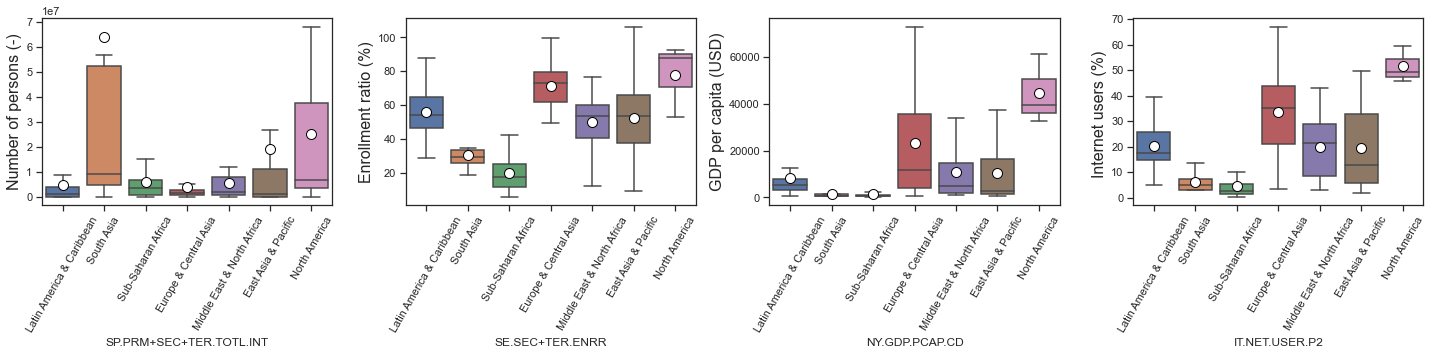 1e7
Number of persons (-)
7
6
5
4
3
2
1
0
Latin America & Caribbean
South Asia
Sub-Saharan Africa
Europe & Central Asia
Middle East & North Africa
East Asia & Pacific
North America
SP.PRM+SEC+TER.TOTL.INT
Enrollment ratio (%)
100
80
60
40
20
Latin America & Caribbean
South Asia
Sub-Saharan Africa
Europe & Central Asia
Middle East & North Africa
East Asia & Pacific
North America
SE.SEC+TER.ENRR
GDP per capita (USD)
60000
40000
20000
0
Latin America & Caribbean
South Asia
Sub-Saharan Africa
Europe & Central Asia
Middle East & North Africa
East Asia & Pacific
North America
NY.GDP.PCAP.CD
Internet users (%)
70
60
50
40
30
20
10
0
Latin America & Caribbean
South Asia
Sub-Saharan Africa
Europe & Central Asia
Middle East & North Africa
East Asia & Pacific
North America
IT.NET.USER.P2